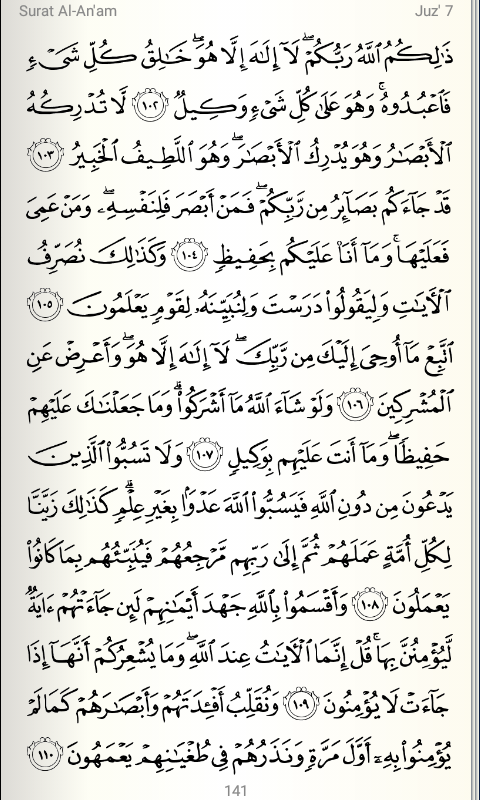 Surat Al-An'am Juz' 7
ذَٰلِكُمُ ٱللَّهُ رَبُّكُمْ ۖ لَآ إِلَٰهَ إِلَّا هُوَ ۖ خَٰلِقُ كُلِّ شَىْءٍ
فَٱعْبُدُوهُ ۚ وَهُوَ عَلَىٰ كُلِّ شَىْءٍ وَكِيلٌ ١٠٢ لَّا تُدْرِكُهُ
ٱلْأَبْصَٰرُ وَهُوَ يُدْرِكُ ٱلْأَبْصَٰرَ ۖ وَهُوَ ٱللَّطِيفُ ٱلْخَبِيرُ ١٠٣
قَدْ جَآءَكُم بَصَآئِرُ مِن رَّبِّكُمْ ۖ فَمَنْ أَبْصَرَ فَلِنَفْسِهِۦ ۖ وَمَنْ عَمِىَ
فَعَلَيْهَا ۚ وَمَآ أَنَا۠ عَلَيْكُم بِحَفِيظٍ ١٠٤ وَكَذَٰلِكَ نُصَرِّفُ
ٱلْأَيَٰتِ وَلِيَقُولُوا۟ دَرَسْتَ وَلِنُبَيِّنَهُۥ لِقَوْمٍ يَعْلَمُونَ ١٠٥
ٱتَّبِعْ مَآ أُوحِىَ إِلَيْكَ مِن رَّبِّكَ ۖ لَآ إِلَٰهَ إِلَّا هُوَ ۖ وَأَعْرِضْ عَنِ
ٱلْمُشْرِكِينَ ١٠٦ وَلَوْ شَآءَ ٱللَّهُ مَآ أَشْرَكُوا۟ ۗ وَمَا جَعَلْنَٰكَ عَلَيْهِمْ
حَفِيظًا ۖ وَمَآ أَنتَ عَلَيْهِم بِوَكِيلٍ ١٠٧ وَلَا تَسُبُّوا۟ ٱلَّذِينَ
يَدْعُونَ مِن دُونِ ٱللَّهِ فَيَسُبُّوا۟ ٱللَّهَ عَدْوًۢا بِغَيْرِ عِلْمٍ ۗ كَذَٰلِكَ زَيَّنَّا
لِكُلِّ أُمَّةٍ عَمَلَهُمْ ثُمَّ إِلَىٰ رَبِّهِم مَّرْجِعُهُمْ فَيُنَبِّئُهُم بِمَا كَانُوا۟
يَعْمَلُونَ ١٠٨ وَأَقْسَمُوا۟ بِٱللَّهِ جَهْدَ أَيْمَٰنِهِمْ لَئِن جَآءَتْهُمْ ءَايَةٌ
لَّيُؤْمِنُنَّ بِهَا ۚ قُلْ إِنَّمَا ٱلْأَيَٰتُ عِندَ ٱللَّهِ ۖ وَمَا يُشْعِرُكُمْ أَنَّهَآ إِذَا
جَآءَتْ لَا يُؤْمِنُونَ ١٠٩ وَنُقَلِّبُ أَفْـِٔدَتَهُمْ وَأَبْصَٰرَهُمْ كَمَا لَمْ
يُؤْمِنُوا۟ بِهِۦٓ أَوَّلَ مَرَّةٍ وَنَذَرُهُمْ فِى طُغْيَٰنِهِمْ يَعْمَهُونَ ١١٠
141